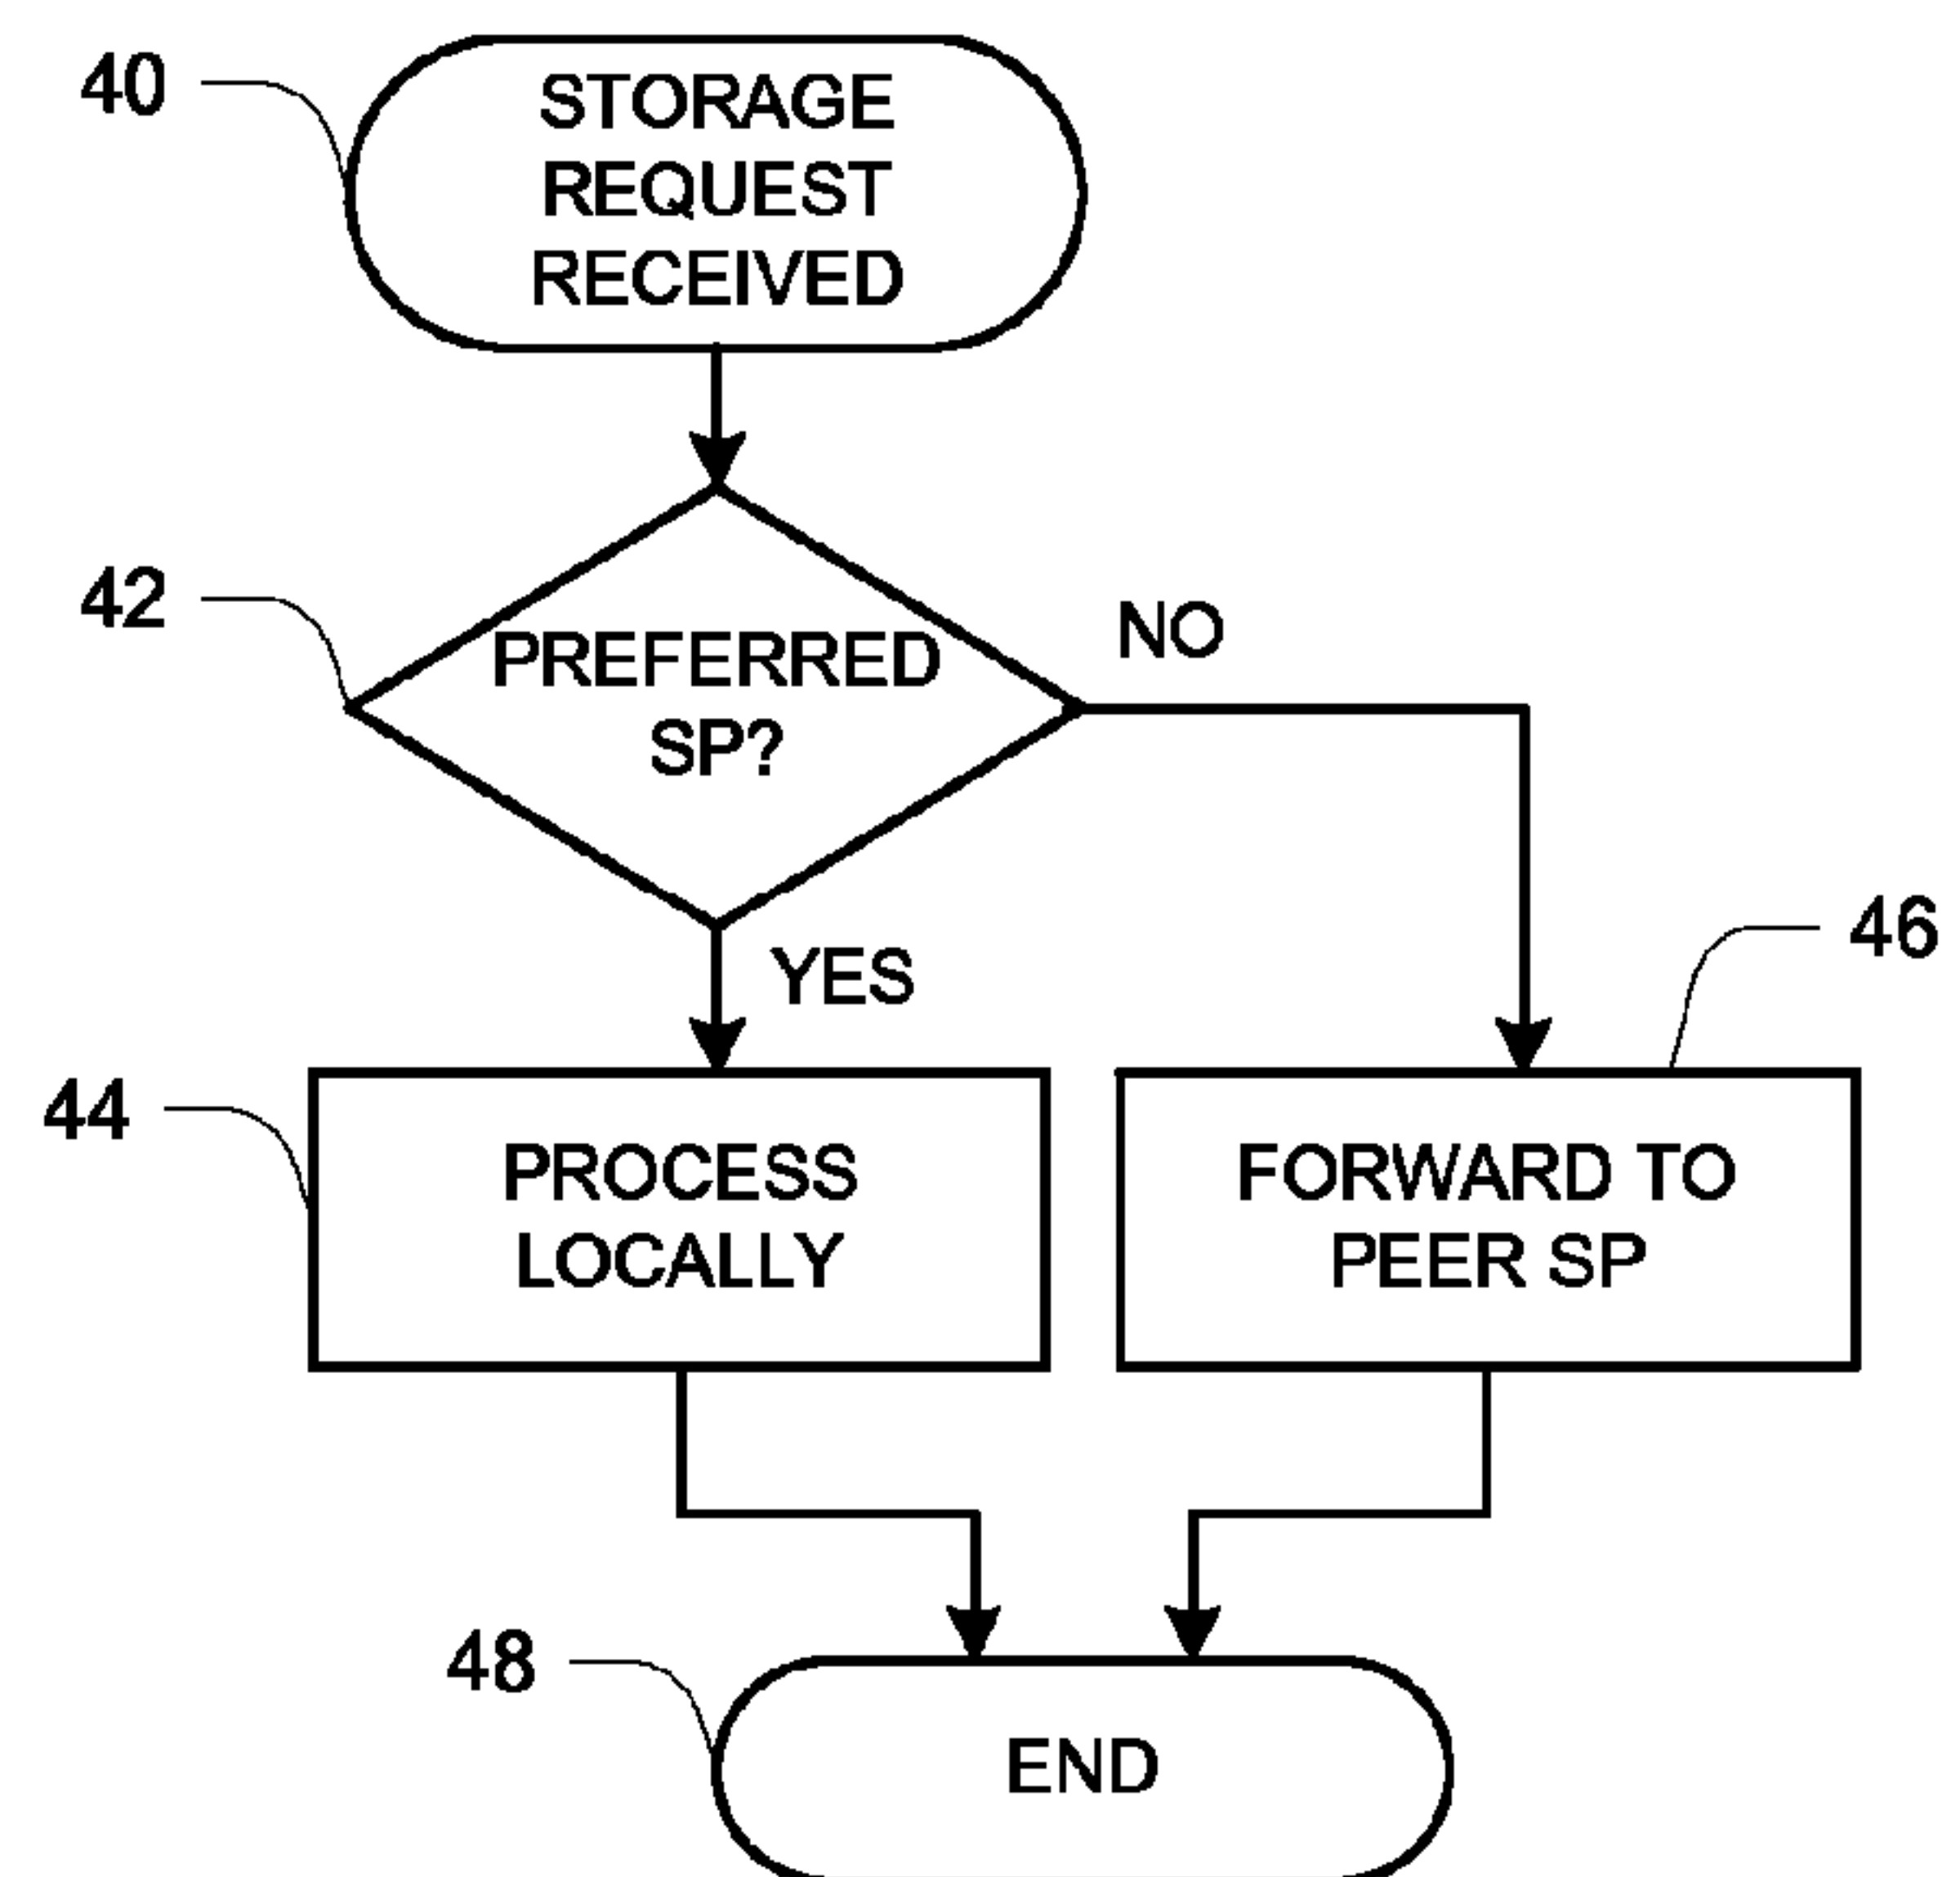 40
STORAGE
REQUEST
RECEIVED
42
PREFERRED
SP?
NO
YES
46
44
PROCESS
LOCALLY
FORWARD TO
PEER SP
48
END